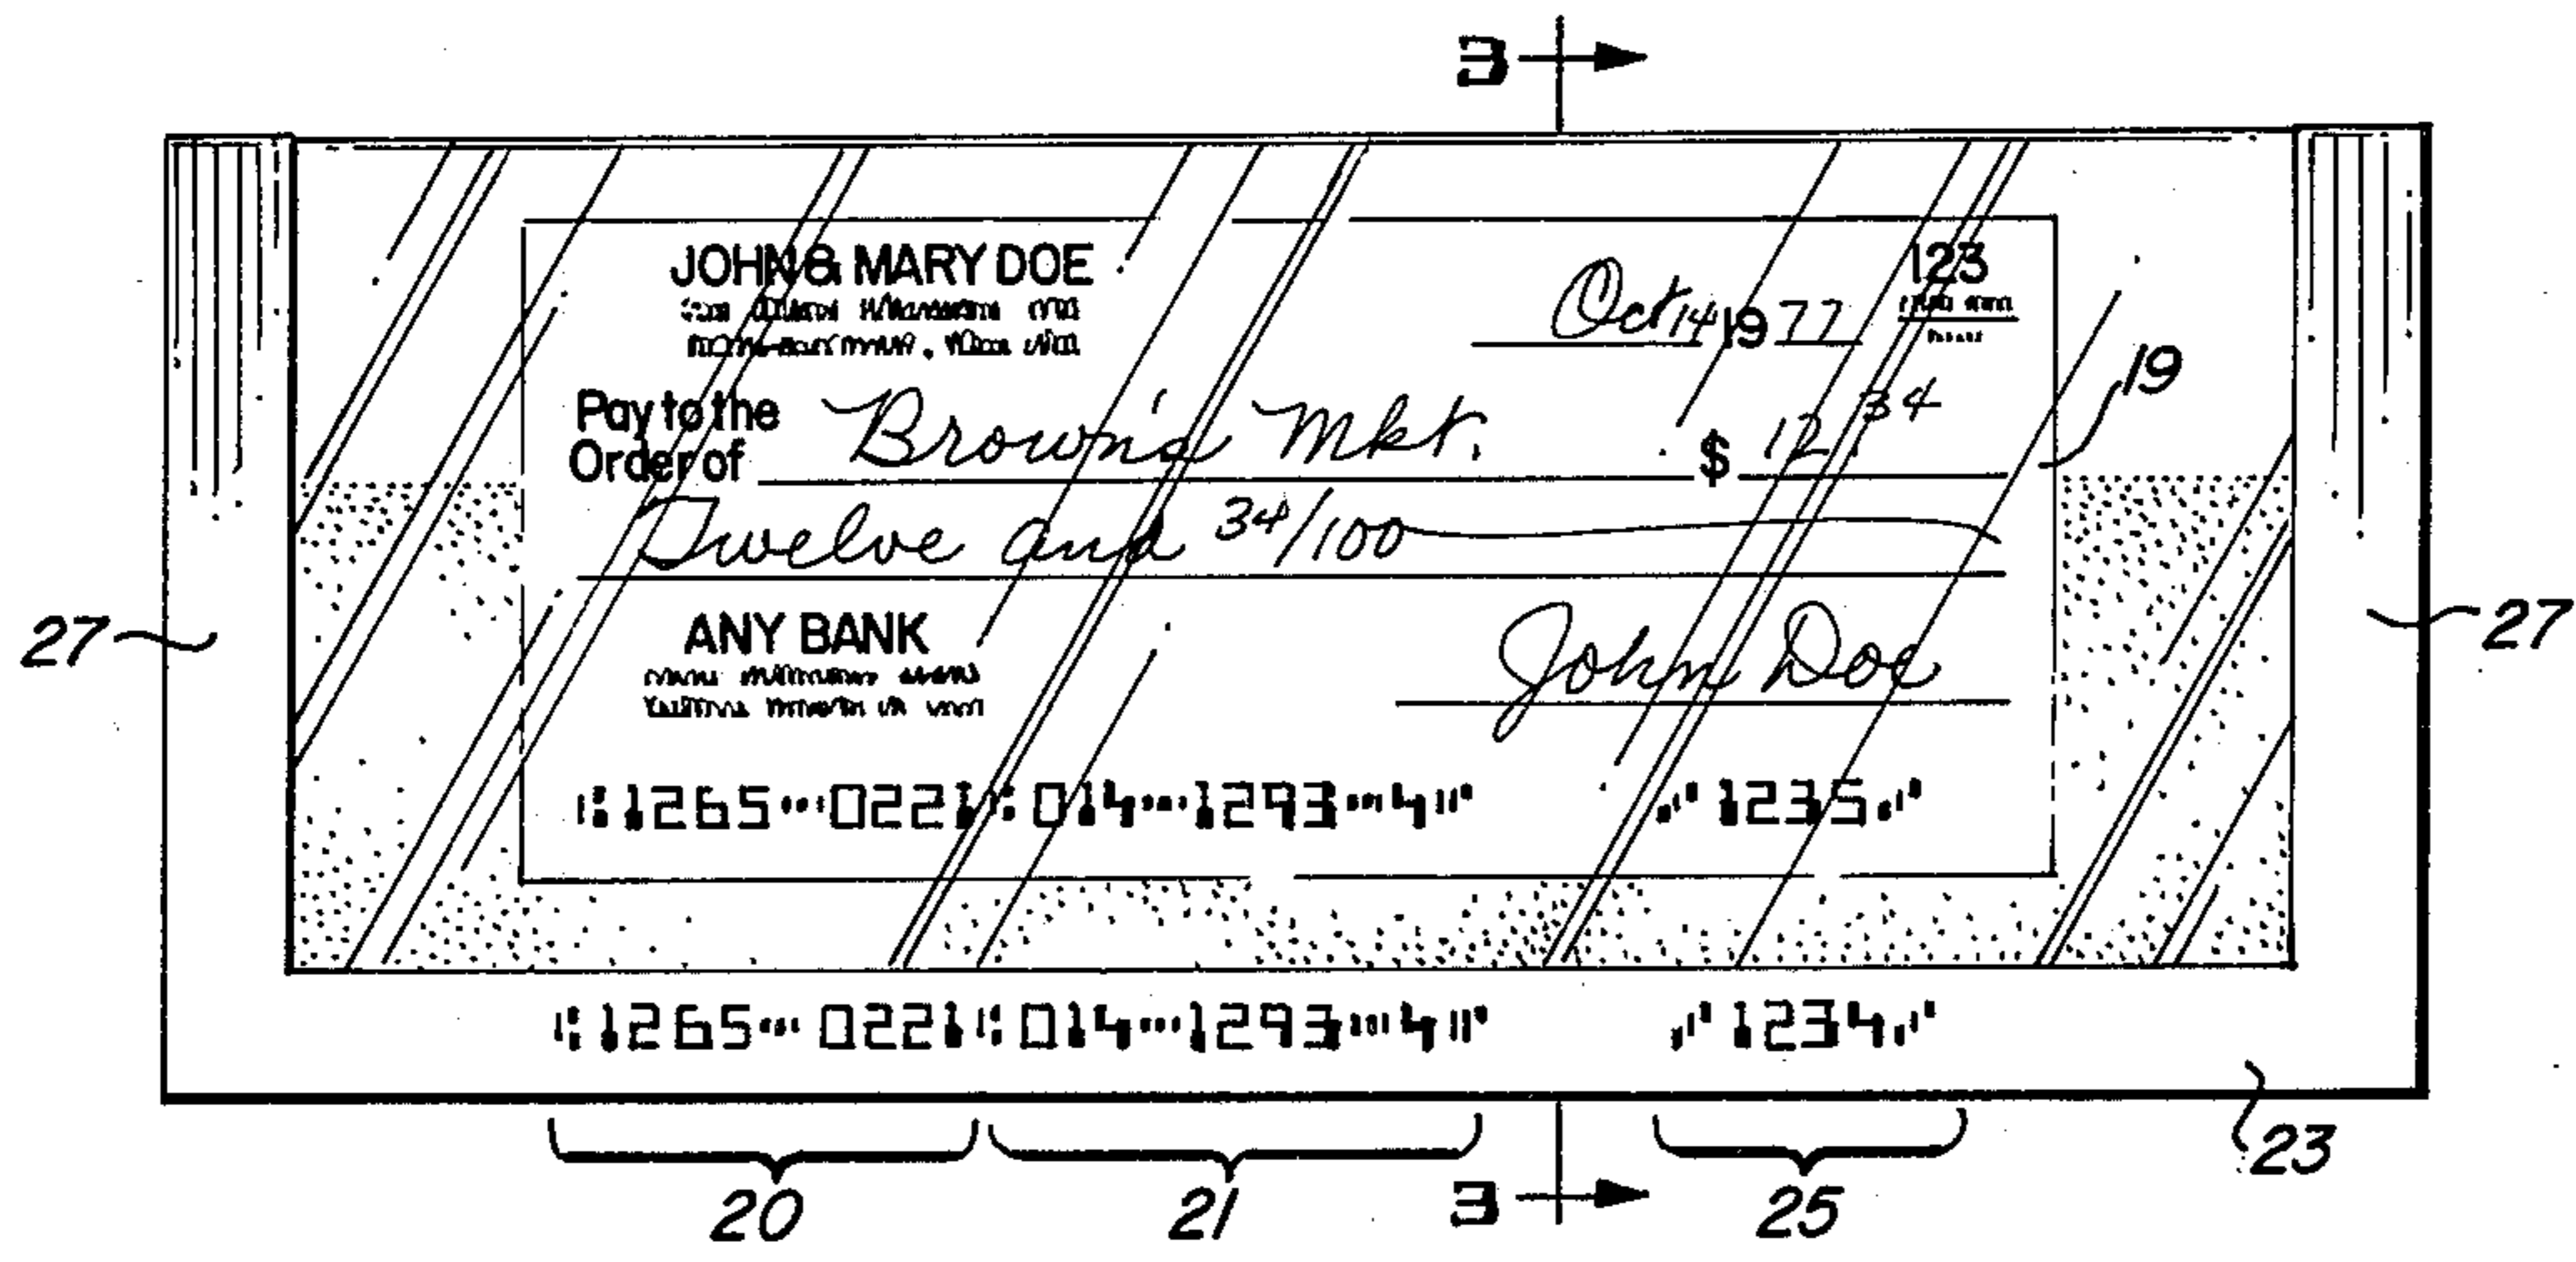 3
JOHN & MARY DOE
123
Oct 14 1977
19
Pay to the
Order of Brown's Mkt. $ 12.34
Twelve and 34/100
27
27
ANY BANK
John Doe
⑆1265⑉0221⑆014⑉1293⑉4⑈ ⑈1235⑈
⑆1265⑉0221⑆014⑉1293⑉4⑈ ⑈1234⑈
23
20 21 3 25